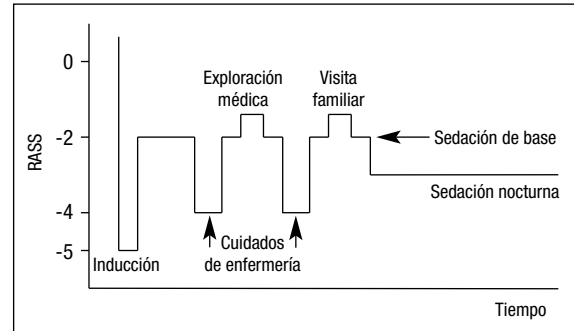 Exploración
médica
Visita
familiar
0
-2
-4
-5
RASS
Sedación de base
Sedación nocturna
Cuidados
de enfermería
Inducción
Tiempo